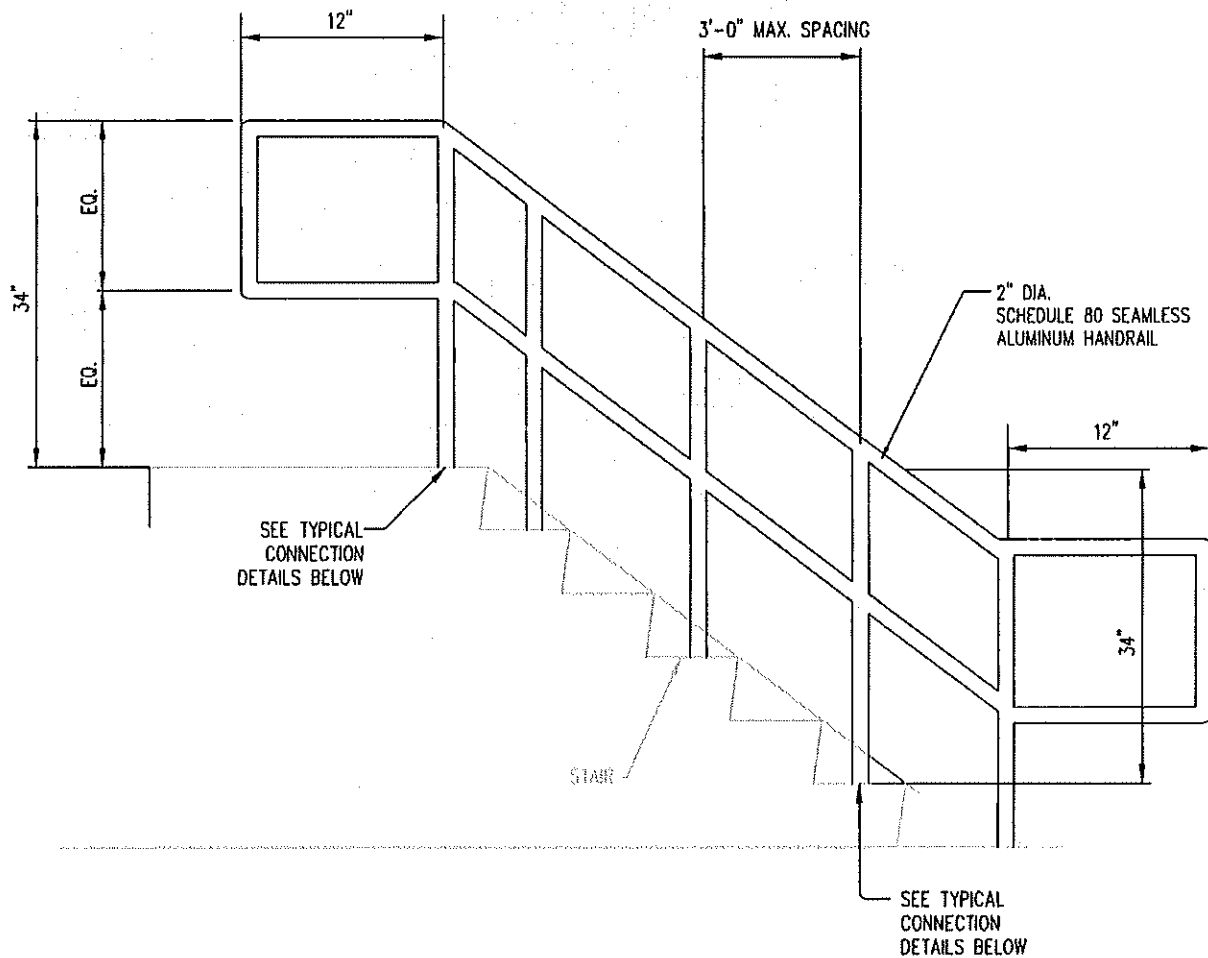 12"
3'-0" MAX. SPACING
34"
EQ.
EQ.
2" DIA.
SCHEDULE 80 SEAMLESS
ALUMINUM HANDRAIL
12"
34"
SEE TYPICAL
CONNECTION
DETAILS BELOW
STAIR
SEE TYPICAL
CONNECTION
DETAILS BELOW